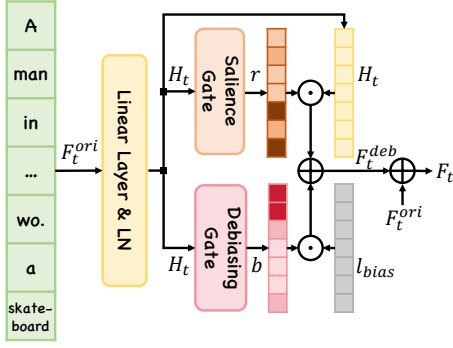 A
man
in
...
wo.
a
skate-
board
F_t^{ori}
Linear Layer & LN
H_t
Salience
Gate
r
H_t
F_t^{deb}
F_t
F_t^{ori}
H_t
Debiasing
Gate
b
l_{bias}